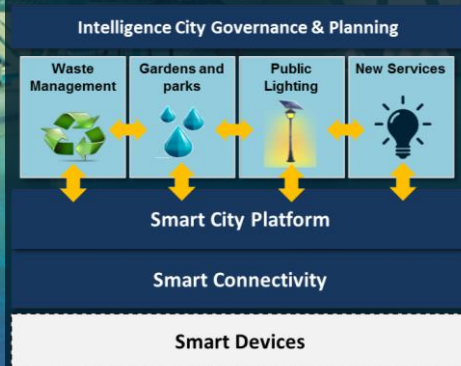 Intelligence City Governance & Planning
Waste
Management
Gardens and
parks
Public
Lighting
New Services
Smart City Platform
Smart Connectivity
Smart Devices